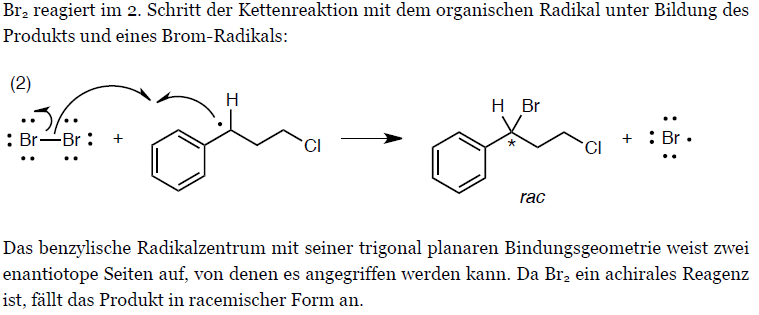 Br₂ reagiert im 2. Schritt der Kettenreaktion mit dem organischen Radikal unter Bildung des
Produkts und eines Brom-Radikals:
(2)
Br Br + H Cl H Br * Cl + Br
rac
Das benzylische Radikalzentrum mit seiner trigonal planaren Bindungsgeometrie weist zwei
enantiotope Seiten auf, von denen es angegriffen werden kann. Da Br₂ ein achirales Reagenz
ist, fällt das Produkt in racemischer Form an.